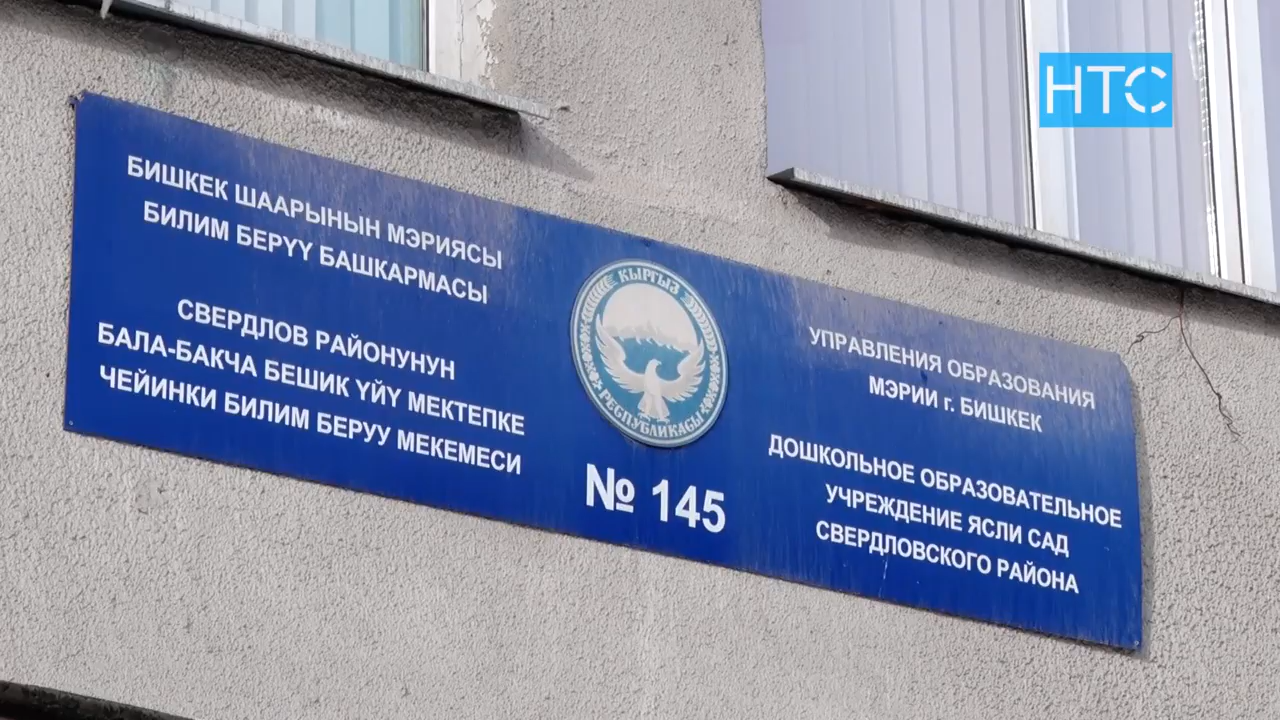 НТС
БИШКЕК ШААРЫНЫН МЭРИЯСЫ
БИЛИМ БЕРҮҮ БАШКАРМАСЫ
СВЕРДЛОВ РАЙОНУНУН
БАЛА-БАКЧА БЕШИК ҮЙҮ МЕКТЕПКЕ
ЧЕЙИНКИ БИЛИМ БЕРУУ МЕКЕМЕСИ
КЫРГЫЗ
РЕСПУБЛИКАСЫ
№ 145
УПРАВЛЕНИЯ ОБРАЗОВАНИЯ
МЭРИИ г. БИШКЕК
ДОШКОЛЬНОЕ ОБРАЗОВАТЕЛЬНОЕ
УЧРЕЖДЕНИЕ ЯСЛИ САД
СВЕРДЛОВСКОГО РАЙОНА